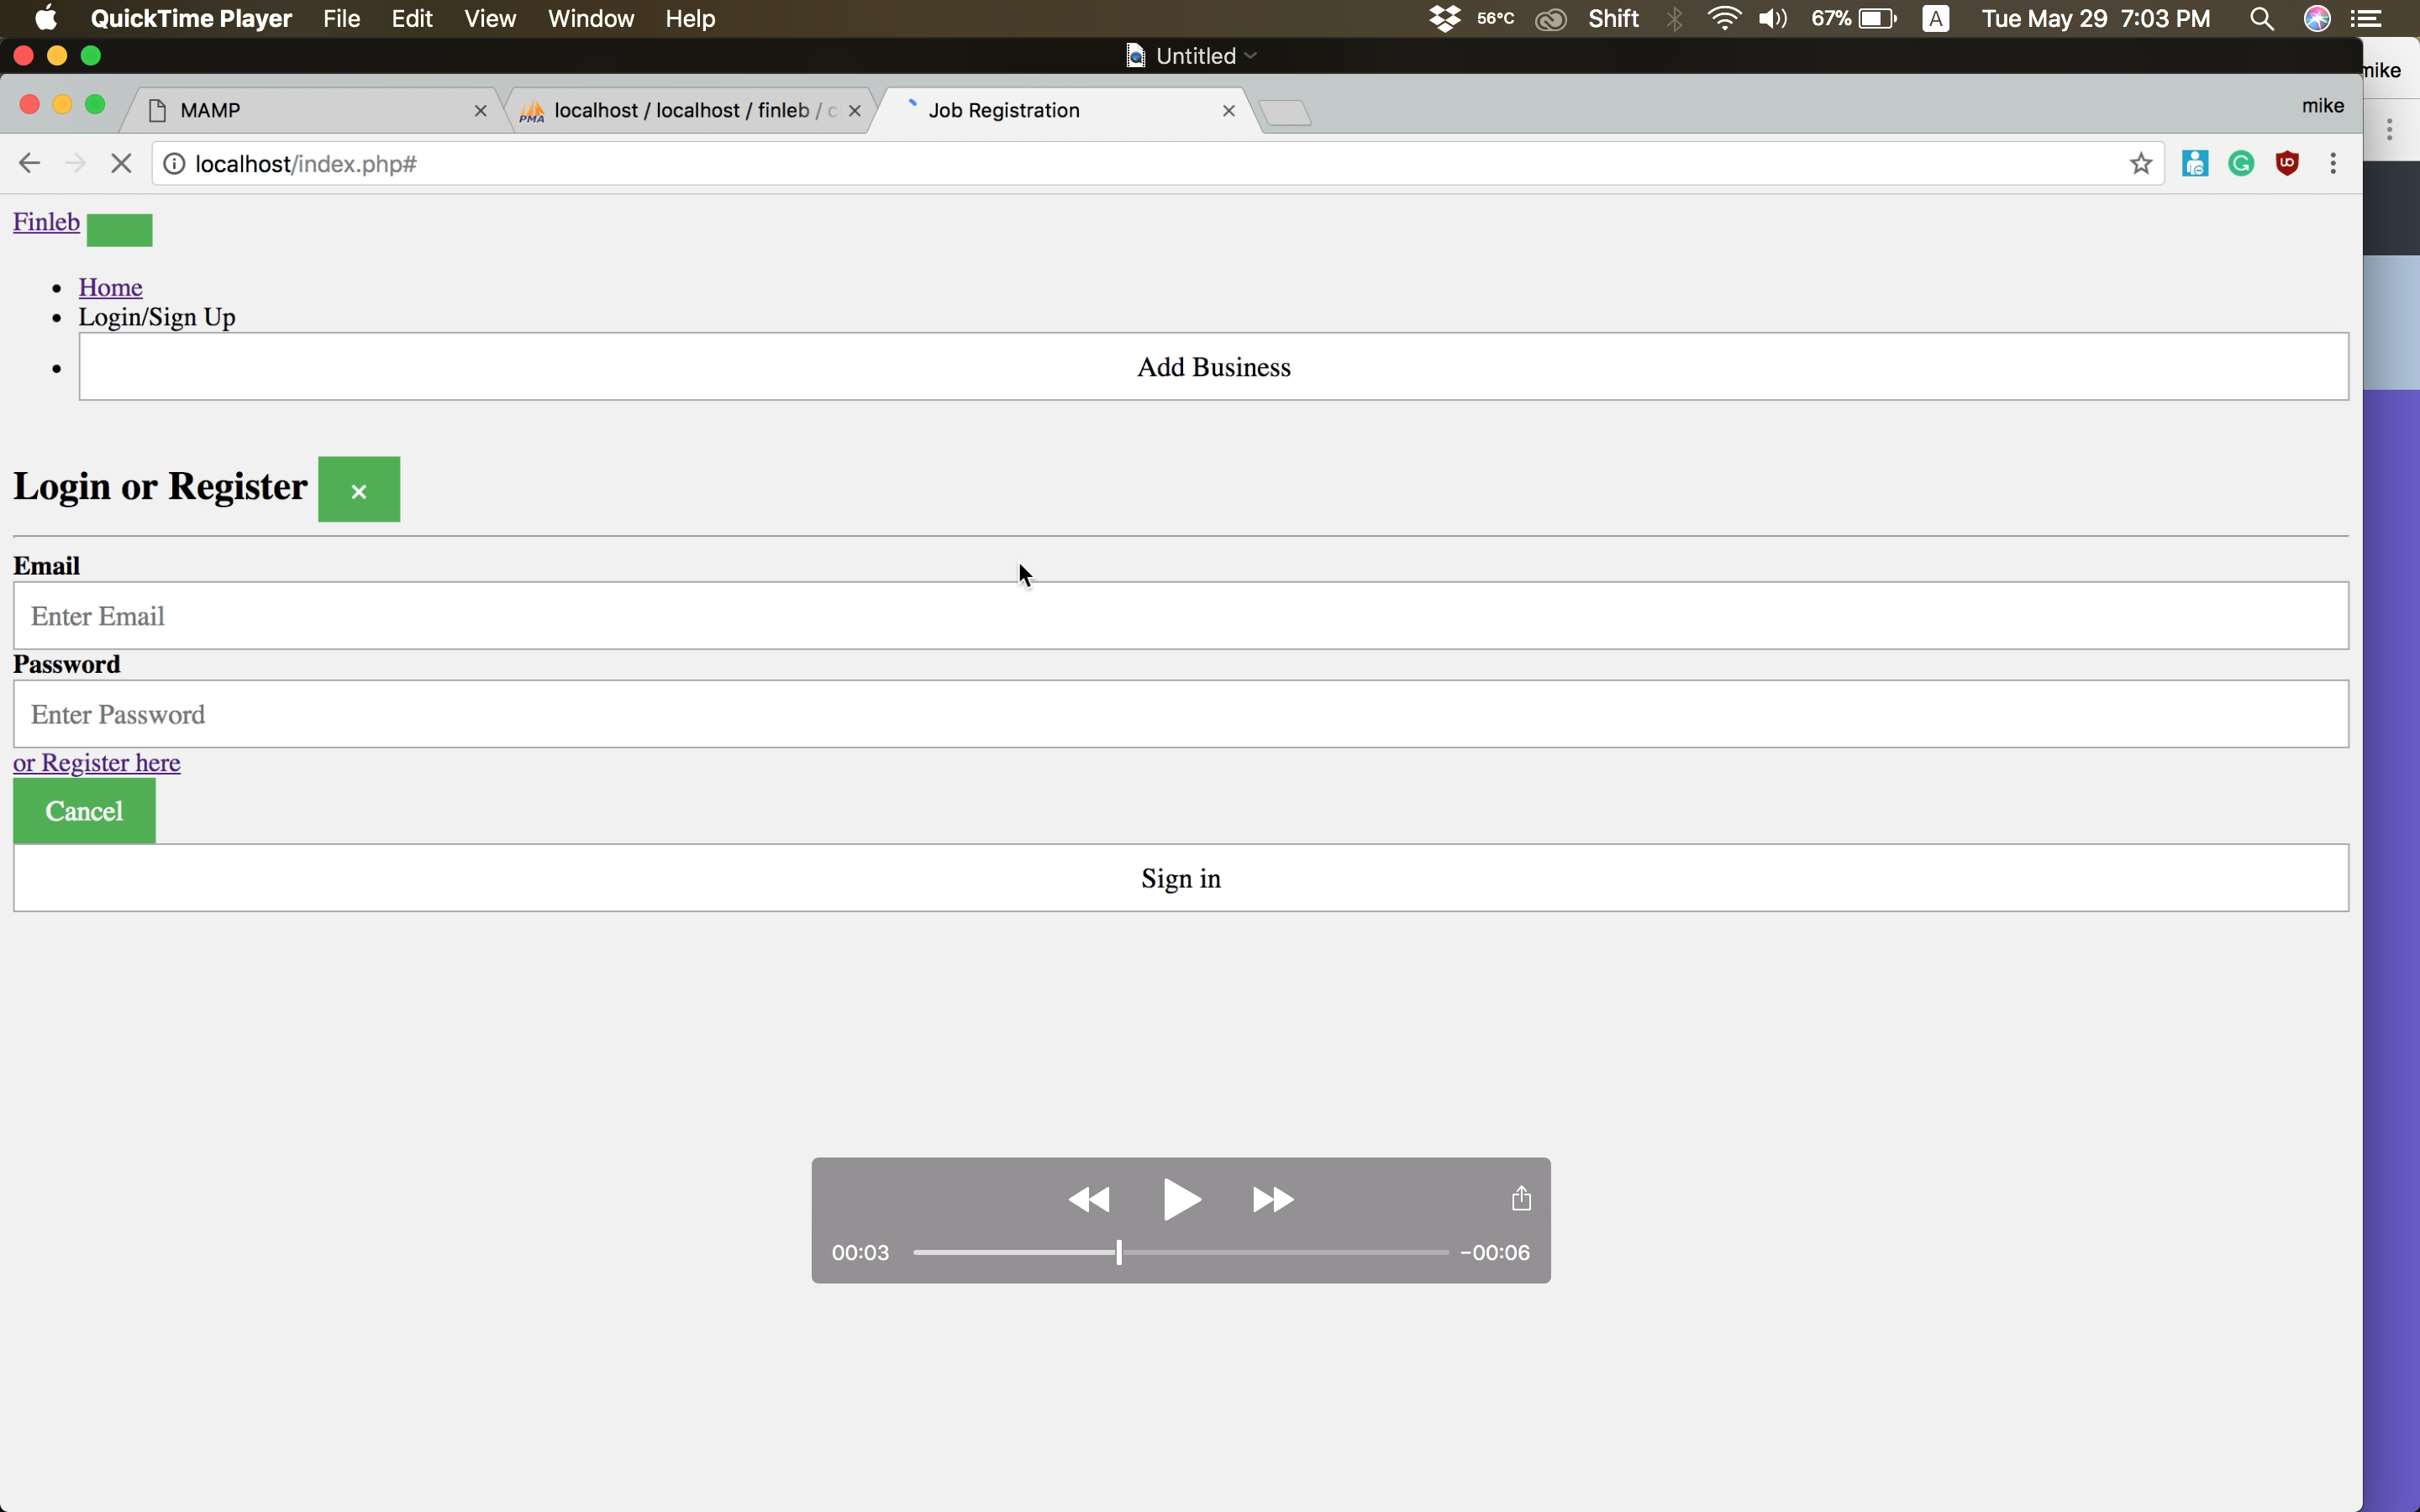 QuickTime Player File Edit View Window Help 56°C Shift 67% A Tue May 29 7:03 PM
Untitled
mike
MAMP
localhost / localhost / finleb / c
Job Registration
mike
localhost/index.php#
Finleb
Home
Login/Sign Up
Add Business
Login or Register ×
Email
Enter Email
Password
Enter Password
or Register here
Cancel
Sign in
00:03 -00:06